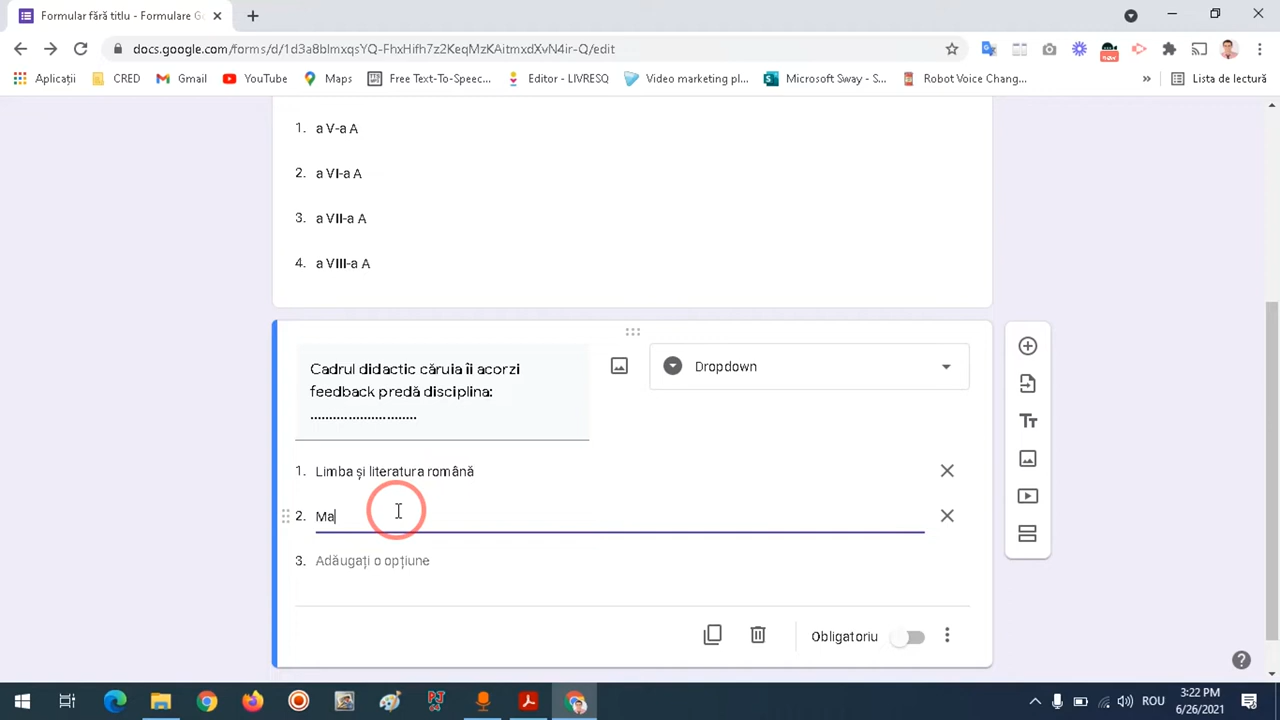 Formular fără titlu - Formulare Go
docs.google.com/forms/d/1d3a8blmxqsYQ-FhxHifh7z2KeqMzKAitmxdXvN4ir-Q/edit
Aplicații CRED Gmail YouTube Maps Free Text-To-Speec... Editor - LIVRESQ Video marketing pl... Microsoft Sway - S... Robot Voice Chang... » Lista de lectură
new
1. a V-a A
2. a VI-a A
3. a VII-a A
4. a VIII-a A
Cadrul didactic căruia îi acorzi
feedback predă disciplina:
...........................
Dropdown
1. Limba și literatura română
2. Ma
3. Adăugați o opțiune
Obligatoriu
ROU
3:22 PM
6/26/2021